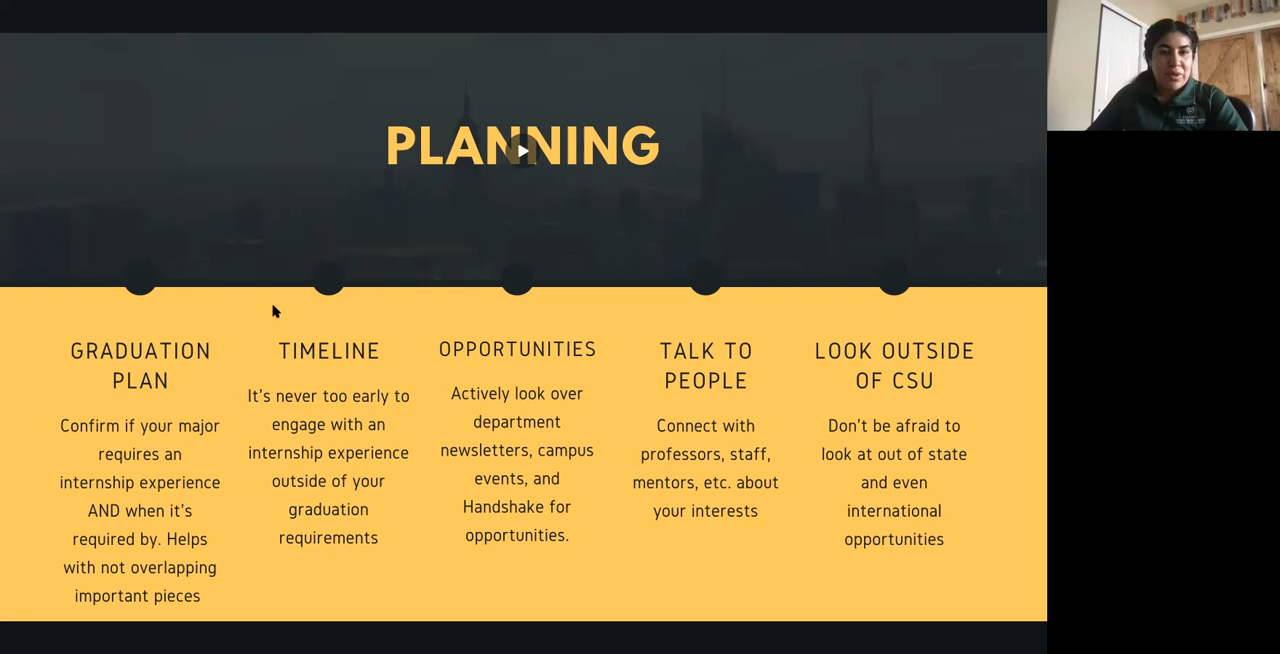 PLANNING
GRADUATION
PLAN
Confirm if your major
requires an
internship experience
AND when it's
required by. Helps
with not overlapping
important pieces
TIMELINE
It's never too early to
engage with an
internship experience
outside of your
graduation
requirements
OPPORTUNITIES
Actively look over
department
newsletters, campus
events, and
Handshake for
opportunities.
TALK TO
PEOPLE
Connect with
professors, staff,
mentors, etc. about
your interests
LOOK OUTSIDE
OF CSU
Don't be afraid to
look at out of state
and even
international
opportunities